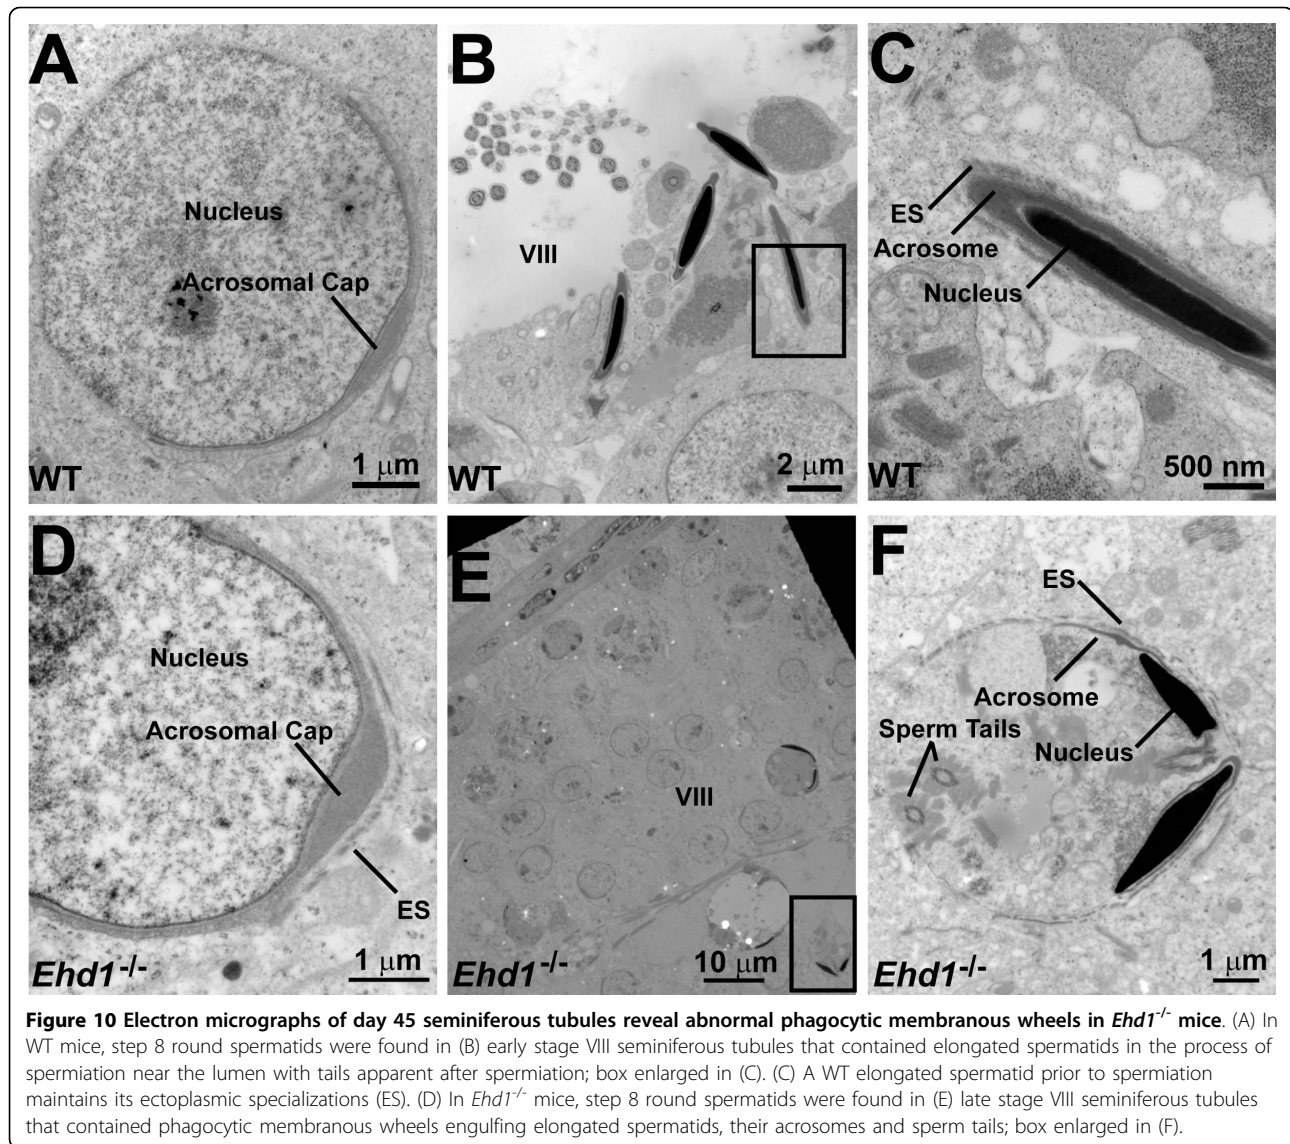 A
Nucleus
Acrosomal Cap
WT
1 μm
B
VIII
WT
2 μm
C
ES
Acrosome
Nucleus
WT
500 nm
D
Nucleus
Acrosomal Cap
ES
Ehd1-/-
1 μm
E
VIII
Ehd1-/-
10 μm
F
ES
Acrosome
Sperm Tails
Nucleus
Ehd1-/-
1 μm
Figure 10 Electron micrographs of day 45 seminiferous tubules reveal abnormal phagocytic membranous wheels in Ehd1-/- mice. (A) In
WT mice, step 8 round spermatids were found in (B) early stage VIII seminiferous tubules that contained elongated spermatids in the process of
spermiation near the lumen with tails apparent after spermiation; box enlarged in (C). (C) A WT elongated spermatid prior to spermiation
maintains its ectoplasmic specializations (ES). (D) In Ehd1-/- mice, step 8 round spermatids were found in (E) late stage VIII seminiferous tubules
that contained phagocytic membranous wheels engulfing elongated spermatids, their acrosomes and sperm tails; box enlarged in (F).